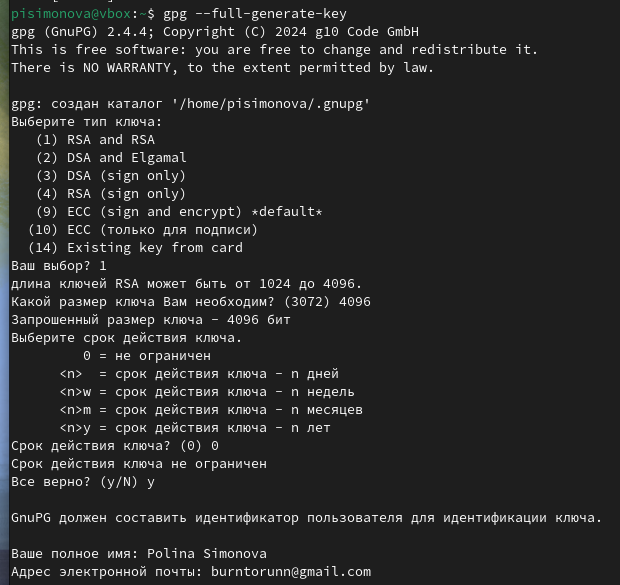 pisimonova@vbox:~$ gpg --full-generate-key
gpg (GnuPG) 2.4.4; Copyright (C) 2024 g10 Code GmbH
This is free software: you are free to change and redistribute it.
There is NO WARRANTY, to the extent permitted by law.
gpg: создан каталог '/home/pisimonova/.gnupg'
Выберите тип ключа:
(1) RSA and RSA
(2) DSA and Elgamal
(3) DSA (sign only)
(4) RSA (sign only)
(9) ECC (sign and encrypt) *default*
(10) ECC (только для подписи)
(14) Existing key from card
Ваш выбор? 1
длина ключей RSA может быть от 1024 до 4096.
Какой размер ключа Вам необходим? (3072) 4096
Запрошенный размер ключа - 4096 бит
Выберите срок действия ключа.
0 = не ограничен
<n>  = срок действия ключа - n дней
<n>w = срок действия ключа - n недель
<n>m = срок действия ключа - n месяцев
<n>y = срок действия ключа - n лет
Срок действия ключа? (0) 0
Срок действия ключа не ограничен
Все верно? (y/N) y
GnuPG должен составить идентификатор пользователя для идентификации ключа.
Ваше полное имя: Polina Simonova
Адрес электронной почты: burntorunn@gmail.com